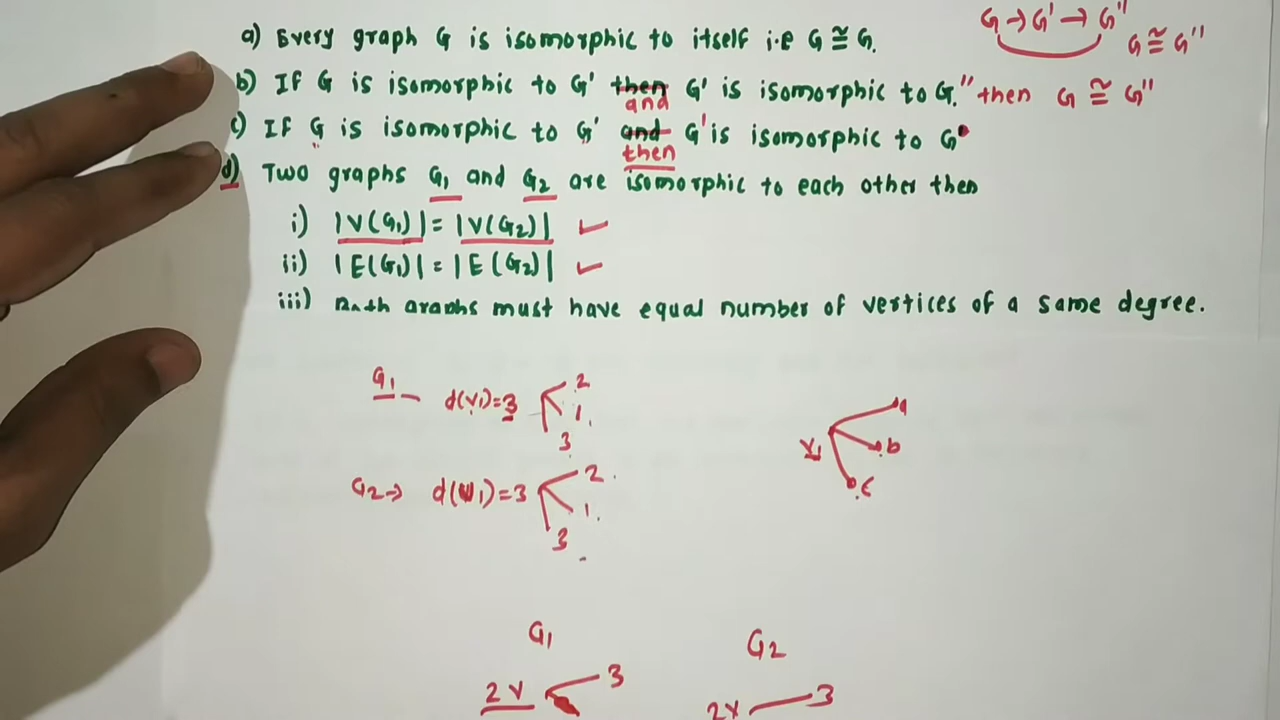 G → G' → G"
G ≅ G"
a) Every graph G is isomorphic to itself i.e G ≅ G.
b) If G is isomorphic to G' then and G' is isomorphic to G." then G ≅ G"
c) If G is isomorphic to G' and then G' is isomorphic to G
d) Two graphs G1 and G2 are isomorphic to each other then
i) |V(G1)| = |V(G2)| ✓
ii) |E(G1)| = |E(G2)| ✓
iii) Both graphs must have equal number of vertices of a same degree.
G1 — d(V1)=3 2
1
3
V1 a
b
c
G2 → d(U1)=3 2
1
3
G1 G2
2V 3
2V 3